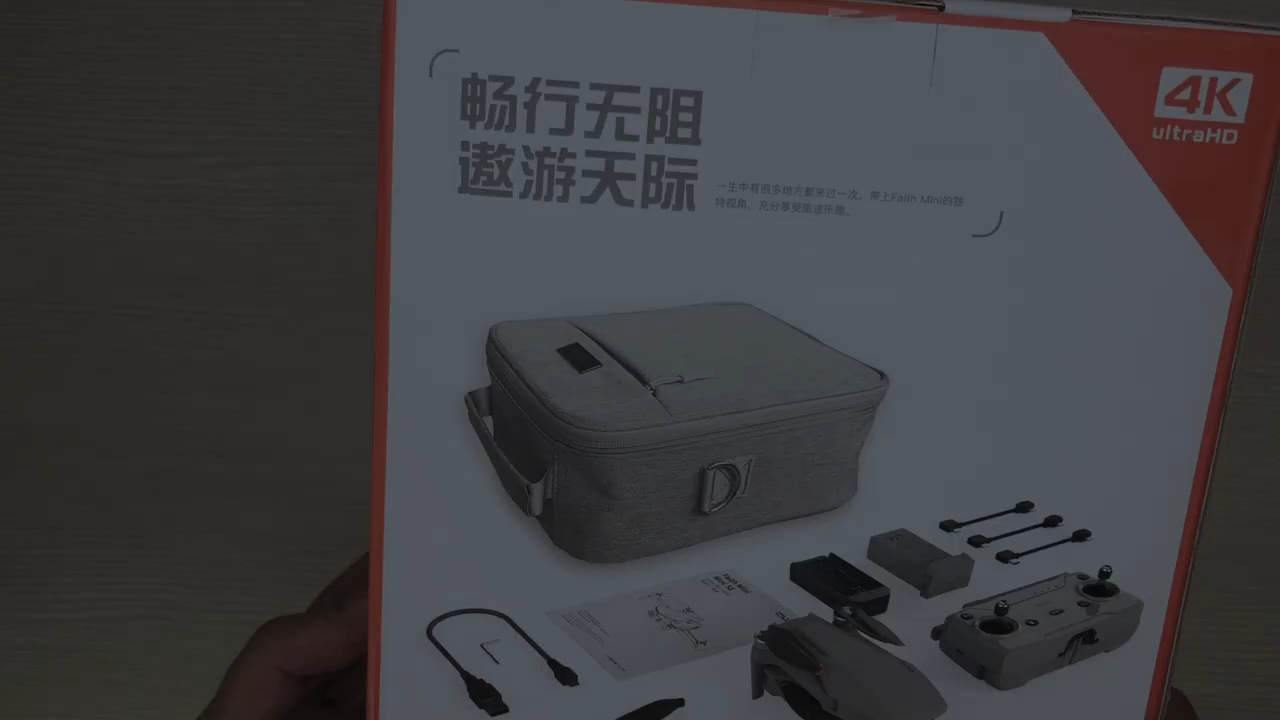 畅行无阻
遨游天际
一生中有很多地方都来过一次，带上Faith Mini的独
特视角，充分享受旅途乐趣。
4K
ultraHD
Faith Mini